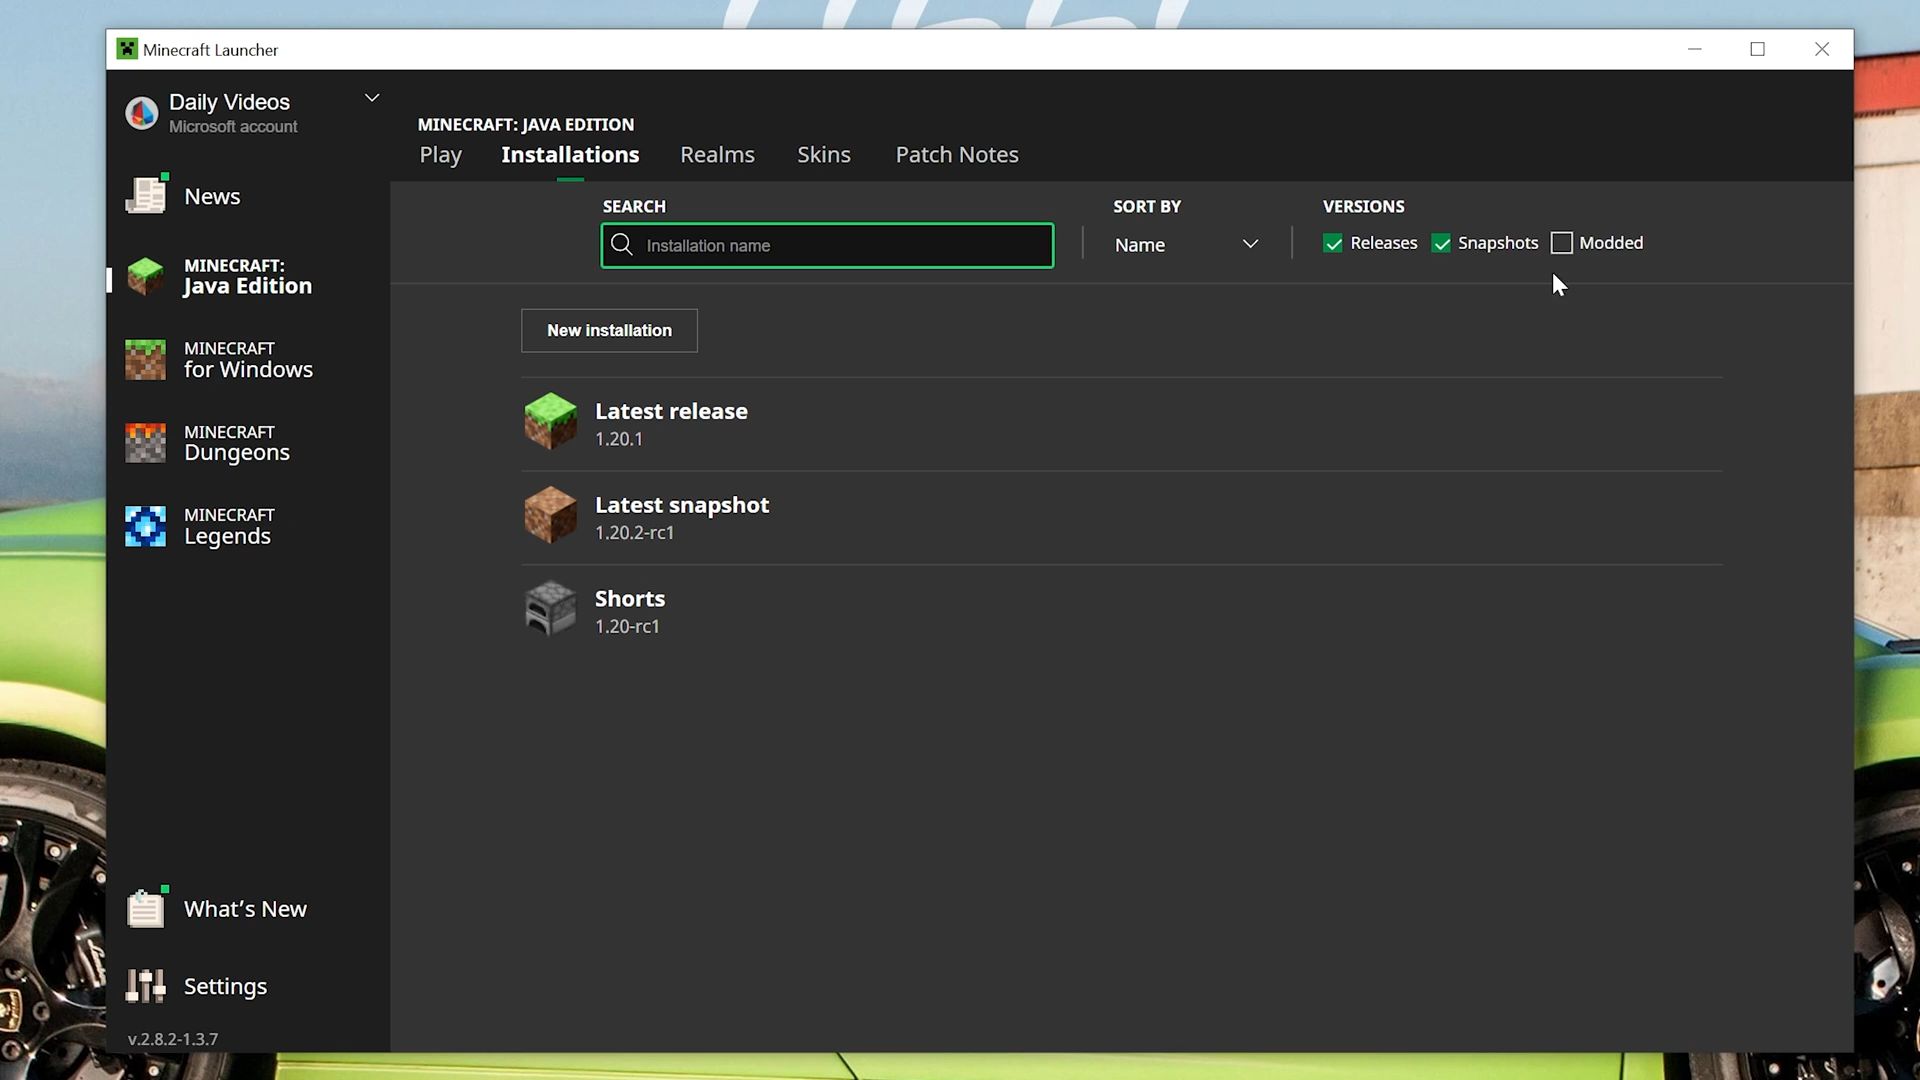 Minecraft Launcher
Daily Videos
Microsoft account
News
MINECRAFT:
Java Edition
MINECRAFT
for Windows
MINECRAFT
Dungeons
MINECRAFT
Legends
What's New
Settings
v.2.8.2-1.3.7
MINECRAFT: JAVA EDITION
Play Installations Realms Skins Patch Notes
SEARCH SORT BY VERSIONS
Installation name Name Releases Snapshots Modded
New installation
Latest release
1.20.1
Latest snapshot
1.20.2-rc1
Shorts
1.20-rc1